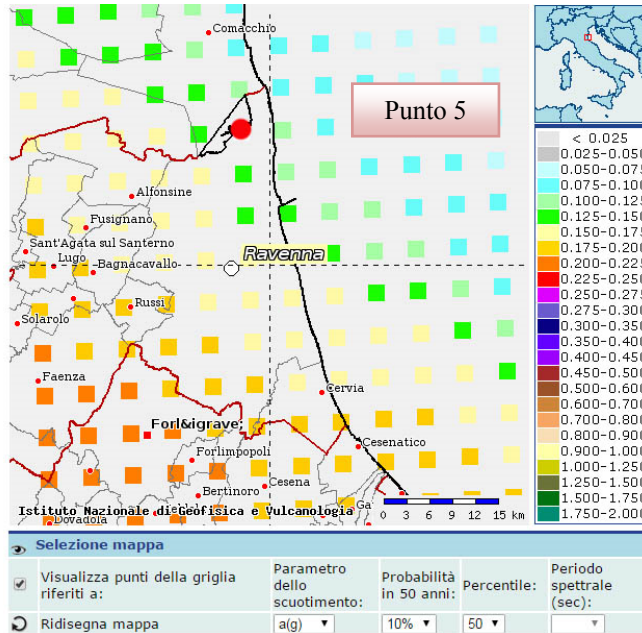 Comacchio
Punto 5
Alfonsine
Fusignano
Sant'Agata sul Santerno
Lugo
Bagnacavallo
Ravenna
Russi
Solarolo
Faenza
Cervia
Forl&igrave;
Cesenatico
Forlimpopoli
Bertinoro
Cesena
Istituto Nazionale di Geofisica e Vulcanologia
Dovadola
Ga
0 3 6 9 12 15 km
< 0.025
0.025-0.050
0.050-0.075
0.075-0.100
0.100-0.125
0.125-0.150
0.150-0.175
0.175-0.200
0.200-0.225
0.225-0.250
0.250-0.275
0.275-0.300
0.300-0.350
0.350-0.400
0.400-0.450
0.450-0.500
0.500-0.600
0.600-0.700
0.700-0.800
0.800-0.900
0.900-1.000
1.000-1.250
1.250-1.500
1.500-1.750
1.750-2.000
Selezione mappa
Visualizza punti della griglia riferiti a:
Parametro dello scuotimento:
Probabilità in 50 anni:
Percentile:
Periodo spettrale (sec):
Ridisegna mappa
a(g)
10%
50